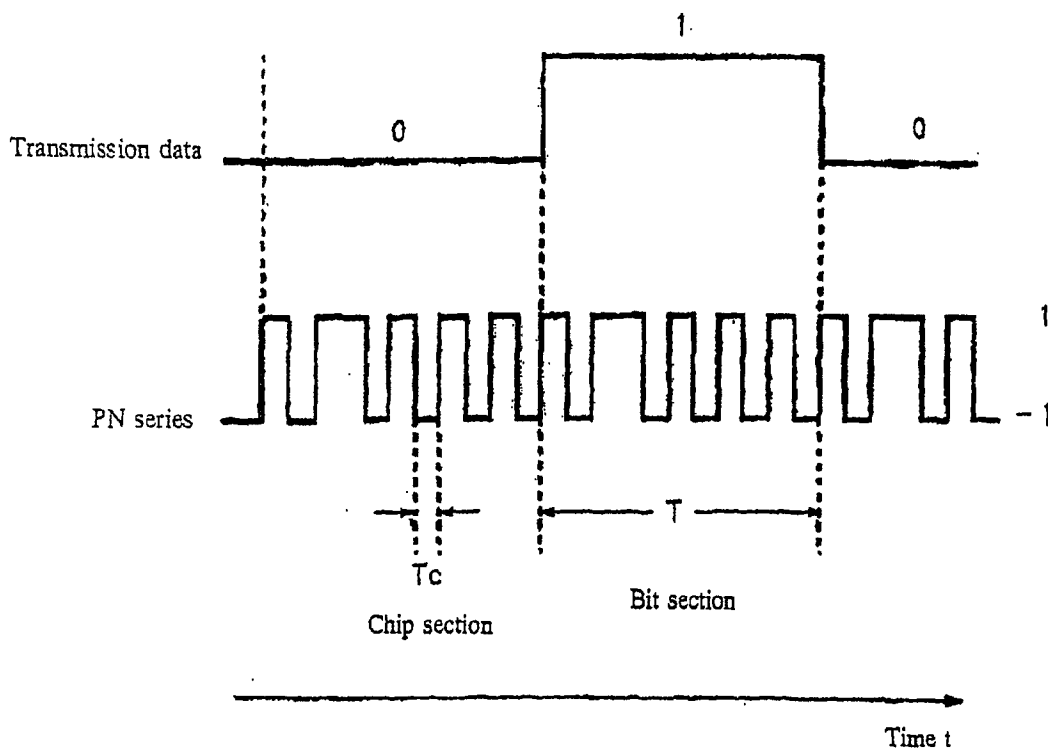 1
0
0
Transmission data
1
PN series
- 1
T
Tc
Bit section
Chip section
Time t